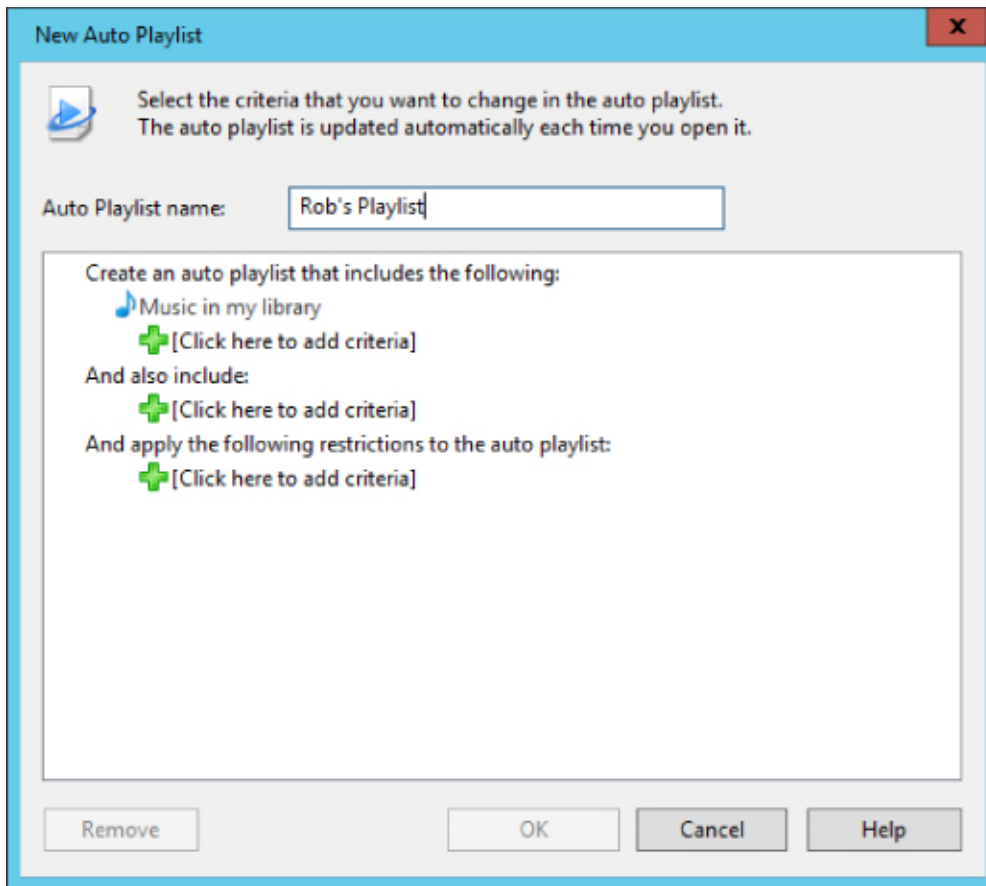 New Auto Playlist
x
Select the criteria that you want to change in the auto playlist.
The auto playlist is updated automatically each time you open it.
Auto Playlist name: Rob's Playlist
Create an auto playlist that includes the following:
Music in my library
[Click here to add criteria]
And also include:
[Click here to add criteria]
And apply the following restrictions to the auto playlist:
[Click here to add criteria]
Remove OK Cancel Help